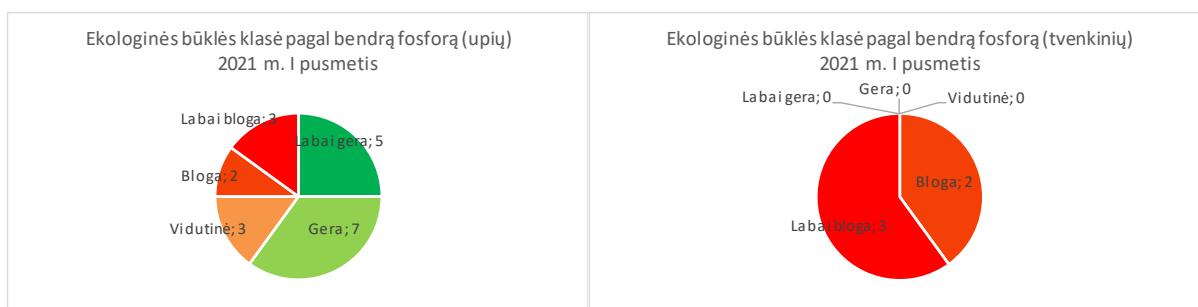 Ekologinės būklės klasė pagal bendrą fosforą (upių)
2021 m. I pusmetis
Labai bloga; 3
Labai gera; 5
Bloga; 2
Vidutinė; 3
Gera; 7
Ekologinės būklės klasė pagal bendrą fosforą (tvenkinių)
2021 m. I pusmetis
Labai gera; 0
Gera; 0
Vidutinė; 0
Bloga; 2
Labai bloga; 3